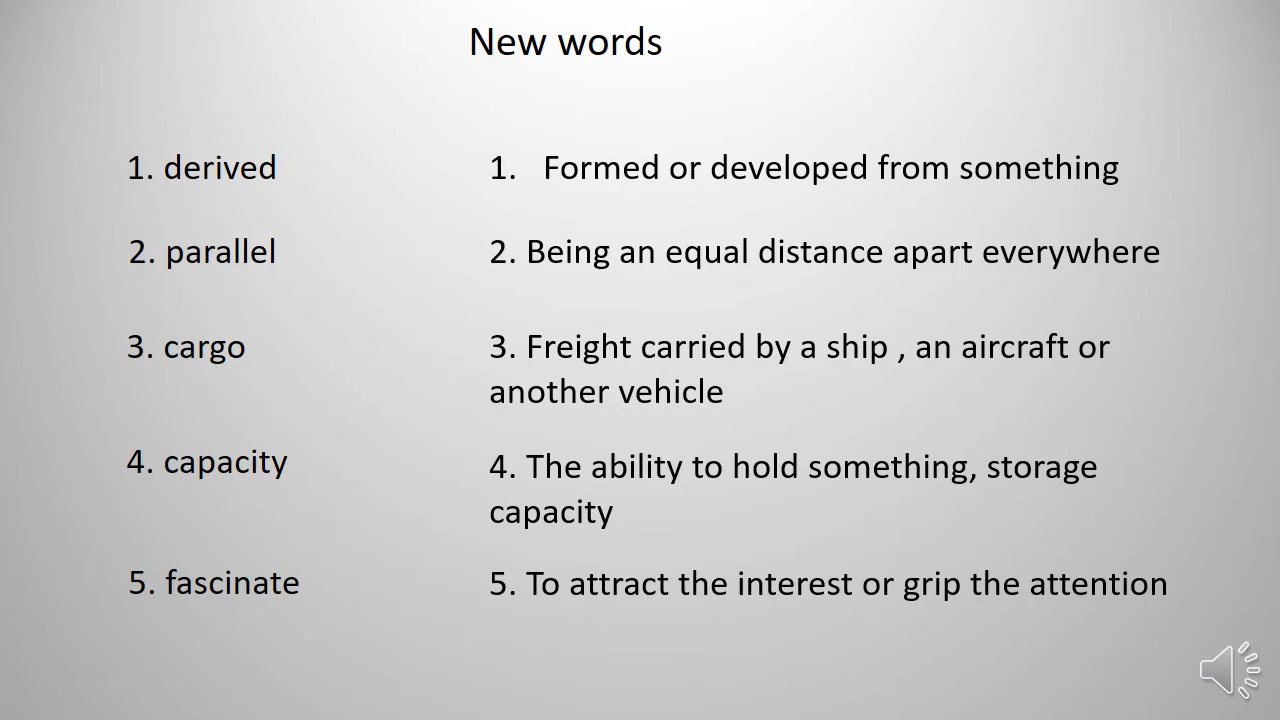 New words
1. derived
1. Formed or developed from something
2. parallel
2. Being an equal distance apart everywhere
3. cargo
3. Freight carried by a ship , an aircraft or
another vehicle
4. capacity
4. The ability to hold something, storage
capacity
5. fascinate
5. To attract the interest or grip the attention